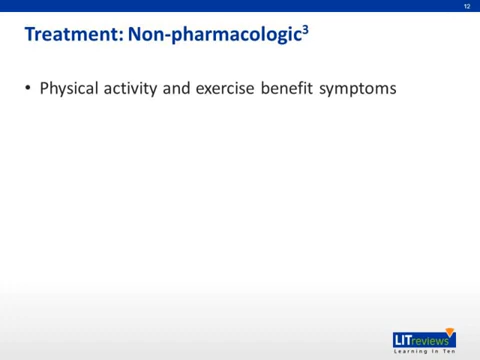 12
Treatment: Non-pharmacologic³
• Physical activity and exercise benefit symptoms
LITreviews
Learning in Ten